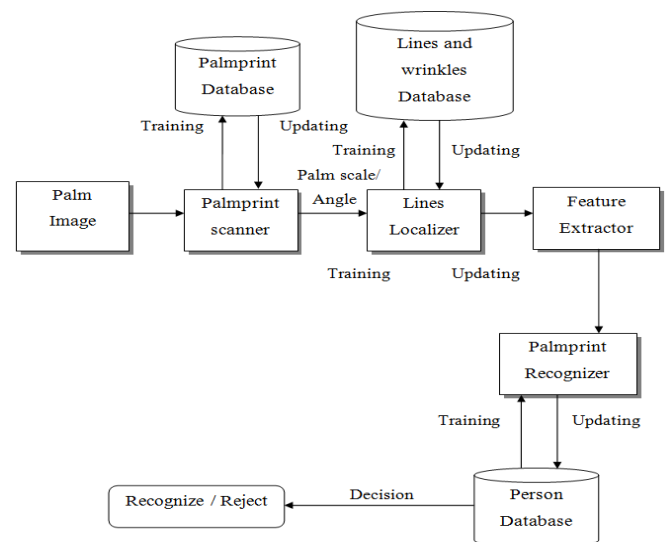 Palmprint
Database
Lines and
wrinkles
Database
Training
Updating
Training
Updating
Palm
Image
Palmprint
scanner
Palm scale/
Angle
Lines
Localizer
Feature
Extractor
Training
Updating
Palmprint
Recognizer
Training
Updating
Recognize / Reject
Decision
Person
Database